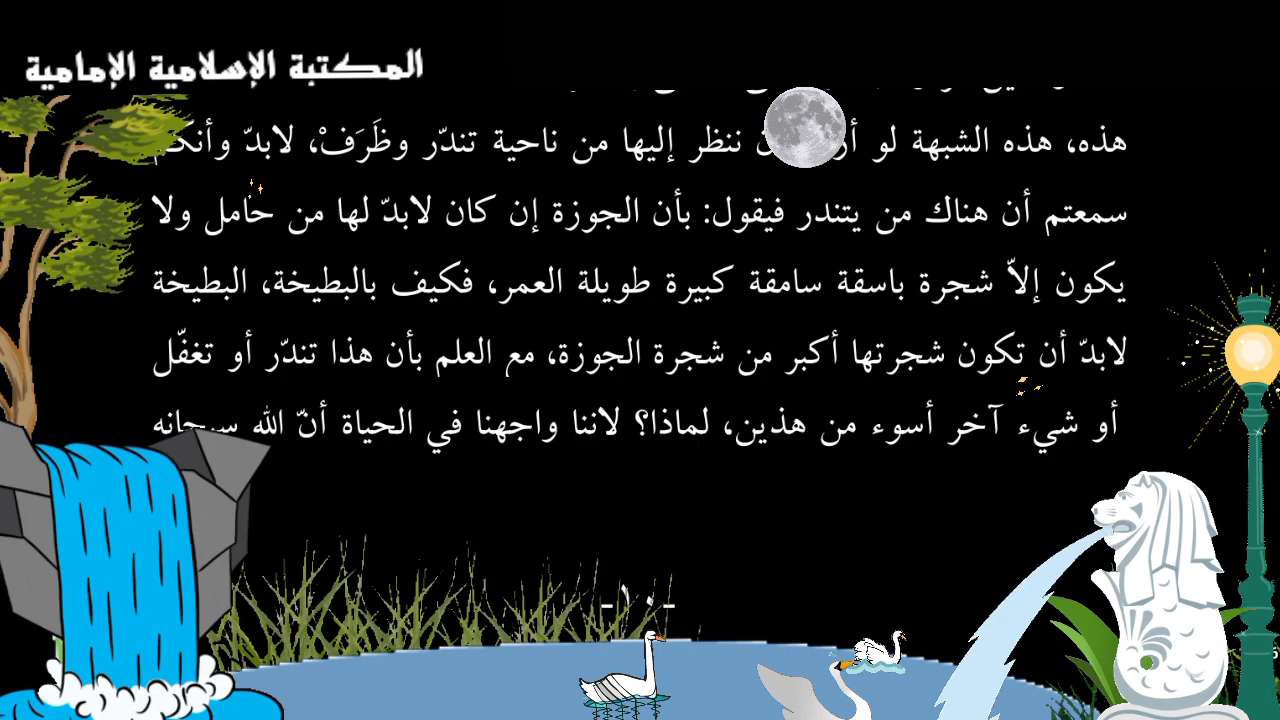 المكتبة الإسلامية الإمامية
هذه، هذه الشبهة لو ننظر إليها من ناحية تندّر وظَرَفْ، لابدّ وأنكم
سمعتم أن هناك من يتندر فيقول: بأن الجوزة إن كان لابدّ لها من حامل ولا
يكون إلاّ شجرة باسقة سامقة كبيرة طويلة العمر، فكيف بالبطيخة، البطيخة
لابدّ أن تكون شجرتها أكبر من شجرة الجوزة، مع العلم بأن هذا تندّر أو تغفّل
أو شيء آخر أسوء من هذين، لماذا؟ لاننا واجهنا في الحياة أنّ الله سبحانه
-١٠-